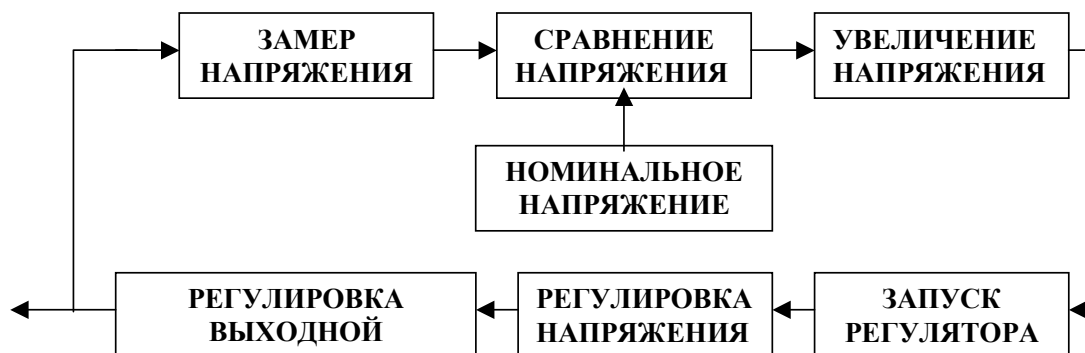 ЗАМЕР
НАПРЯЖЕНИЯ
СРАВНЕНИЕ
НАПРЯЖЕНИЯ
УВЕЛИЧЕНИЕ
НАПРЯЖЕНИЯ
НОМИНАЛЬНОЕ
НАПРЯЖЕНИЕ
РЕГУЛИРОВКА
ВЫХОДНОЙ
РЕГУЛИРОВКА
НАПРЯЖЕНИЯ
ЗАПУСК
РЕГУЛЯТОРА